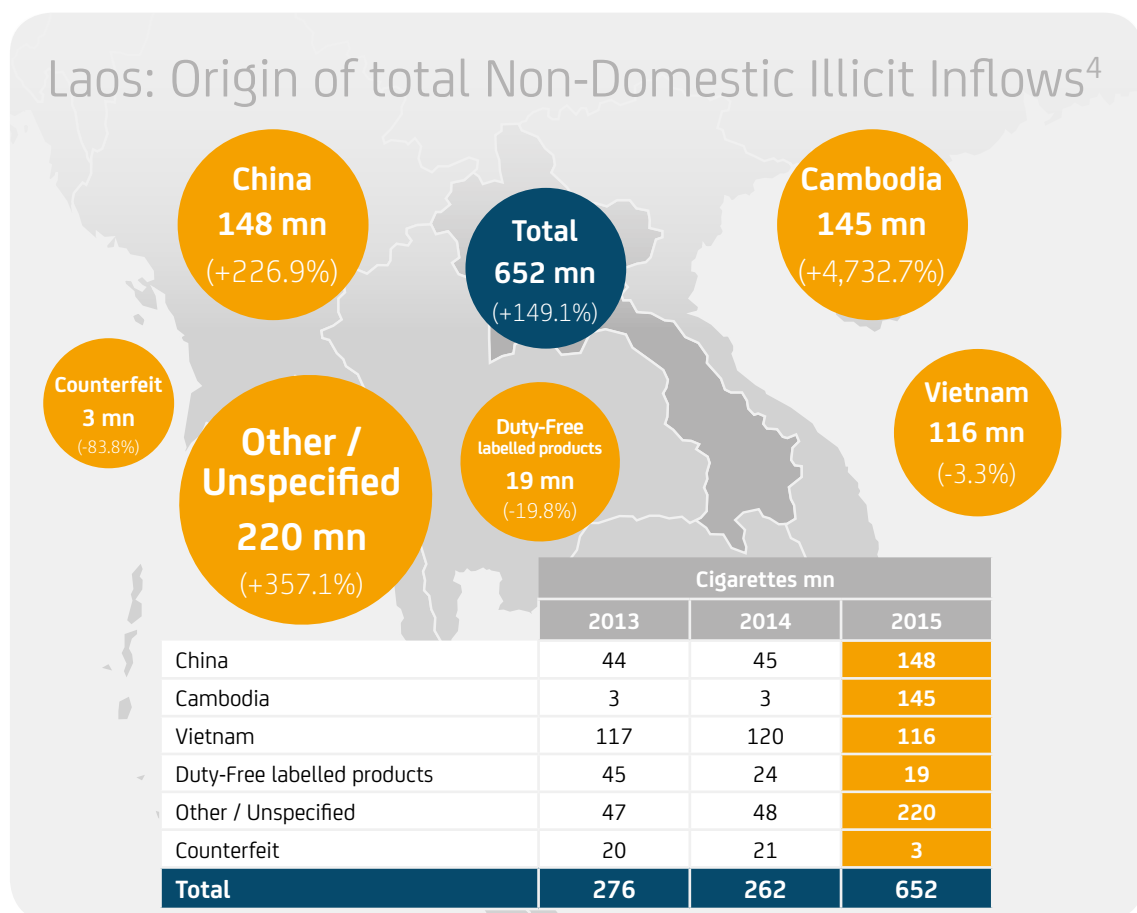 Laos: Origin of total Non-Domestic Illicit Inflows⁴
China
148 mn
(+226.9%)
Total
652 mn
(+149.1%)
Cambodia
145 mn
(+4,732.7%)
Counterfeit
3 mn
(-83.8%)
Other /
Unspecified
220 mn
(+357.1%)
Duty-Free
labelled products
19 mn
(-19.8%)
Vietnam
116 mn
(-3.3%)
Cigarettes mn
2013 2014 2015
China 44 45 148
Cambodia 3 3 145
Vietnam 117 120 116
Duty-Free labelled products 45 24 19
Other / Unspecified 47 48 220
Counterfeit 20 21 3
Total 276 262 652